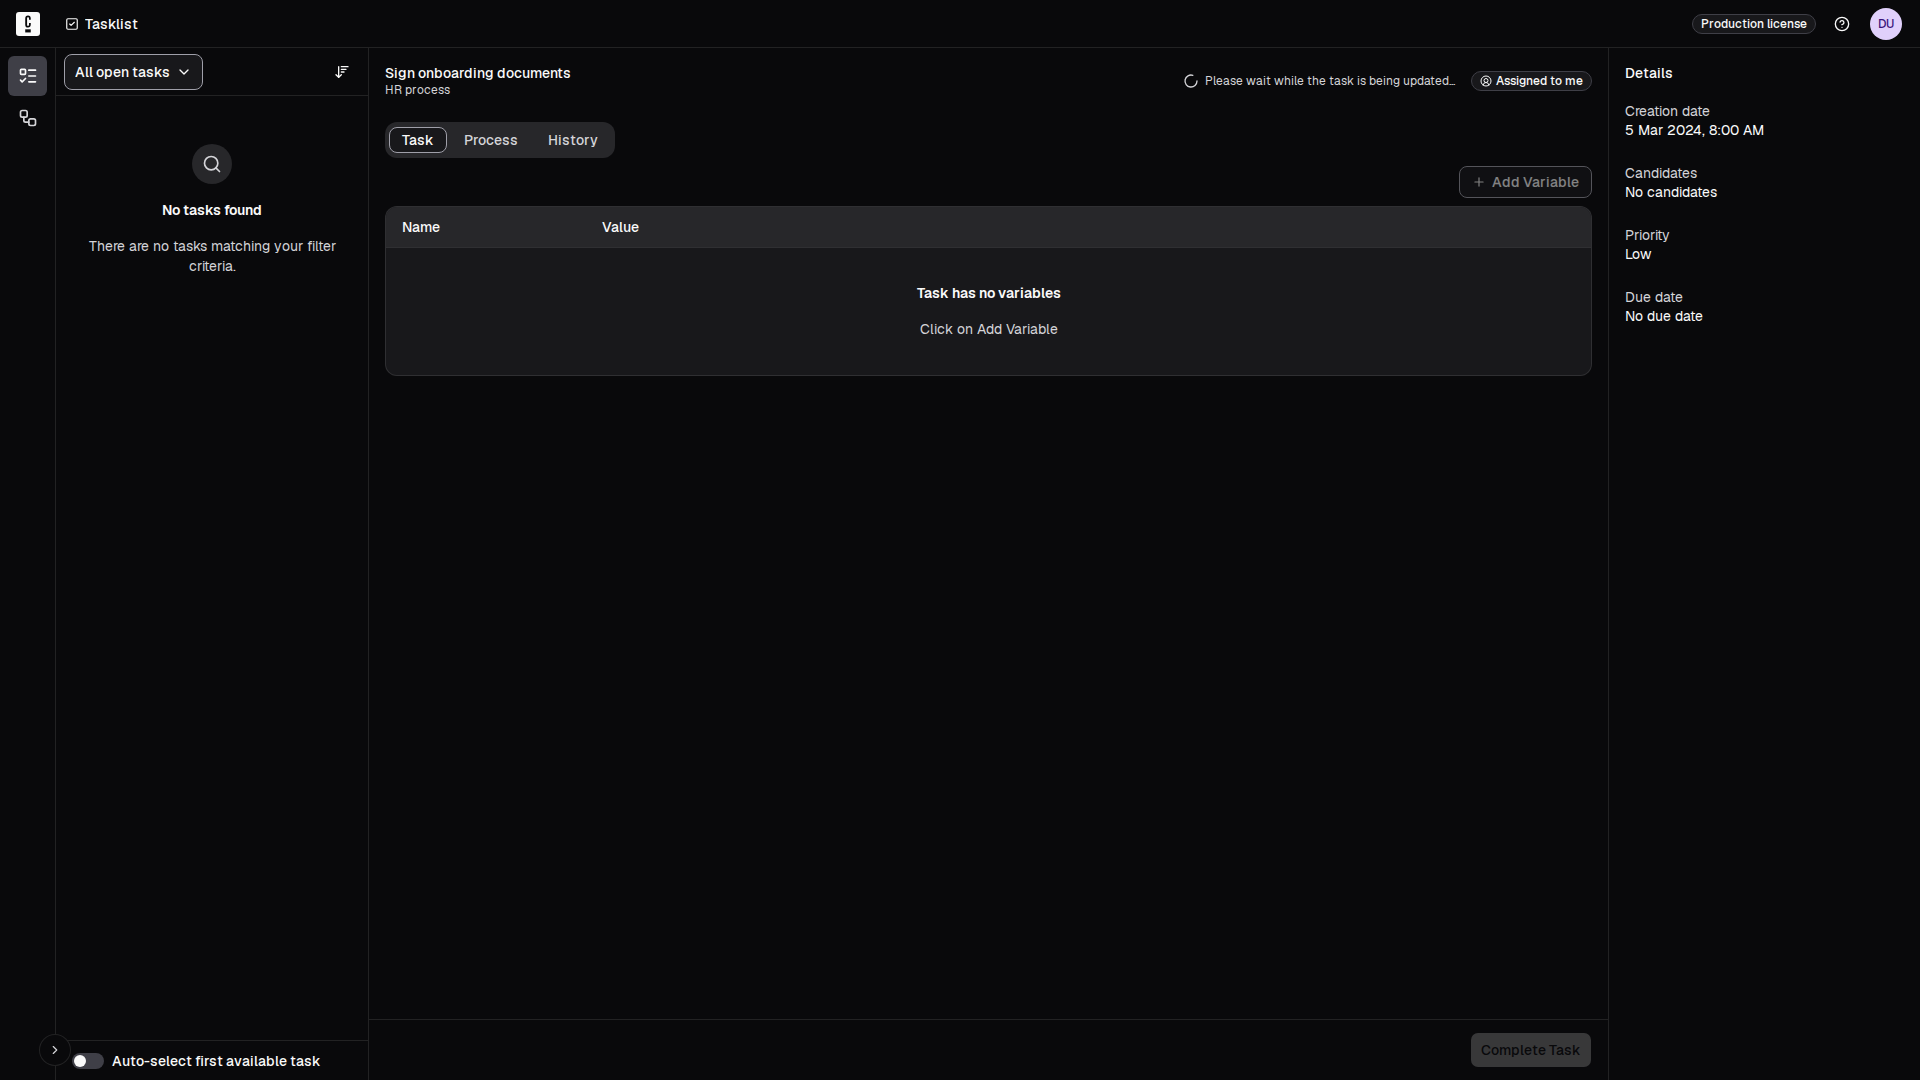 Tasklist
Production license
DU
All open tasks
No tasks found
There are no tasks matching your filter
criteria.
Auto-select first available task
Sign onboarding documents
HR process
Please wait while the task is being updated...
Assigned to me
Task
Process
History
Add Variable
Name
Value
Task has no variables
Click on Add Variable
Complete Task
Details
Creation date
5 Mar 2024, 8:00 AM
Candidates
No candidates
Priority
Low
Due date
No due date